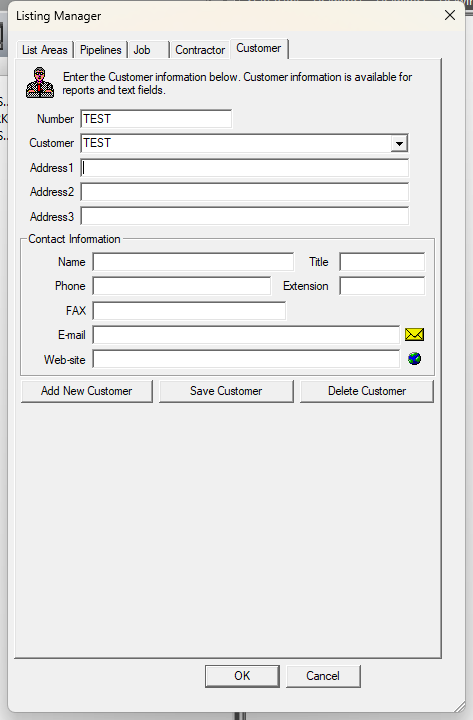 Listing Manager
List Areas Pipelines Job Contractor Customer
Enter the Customer information below. Customer information is available for
reports and text fields.
Number TEST
Customer TEST
Address1
Address2
Address3
Contact Information
Name Title
Phone Extension
FAX
E-mail
Web-site
Add New Customer Save Customer Delete Customer
OK Cancel